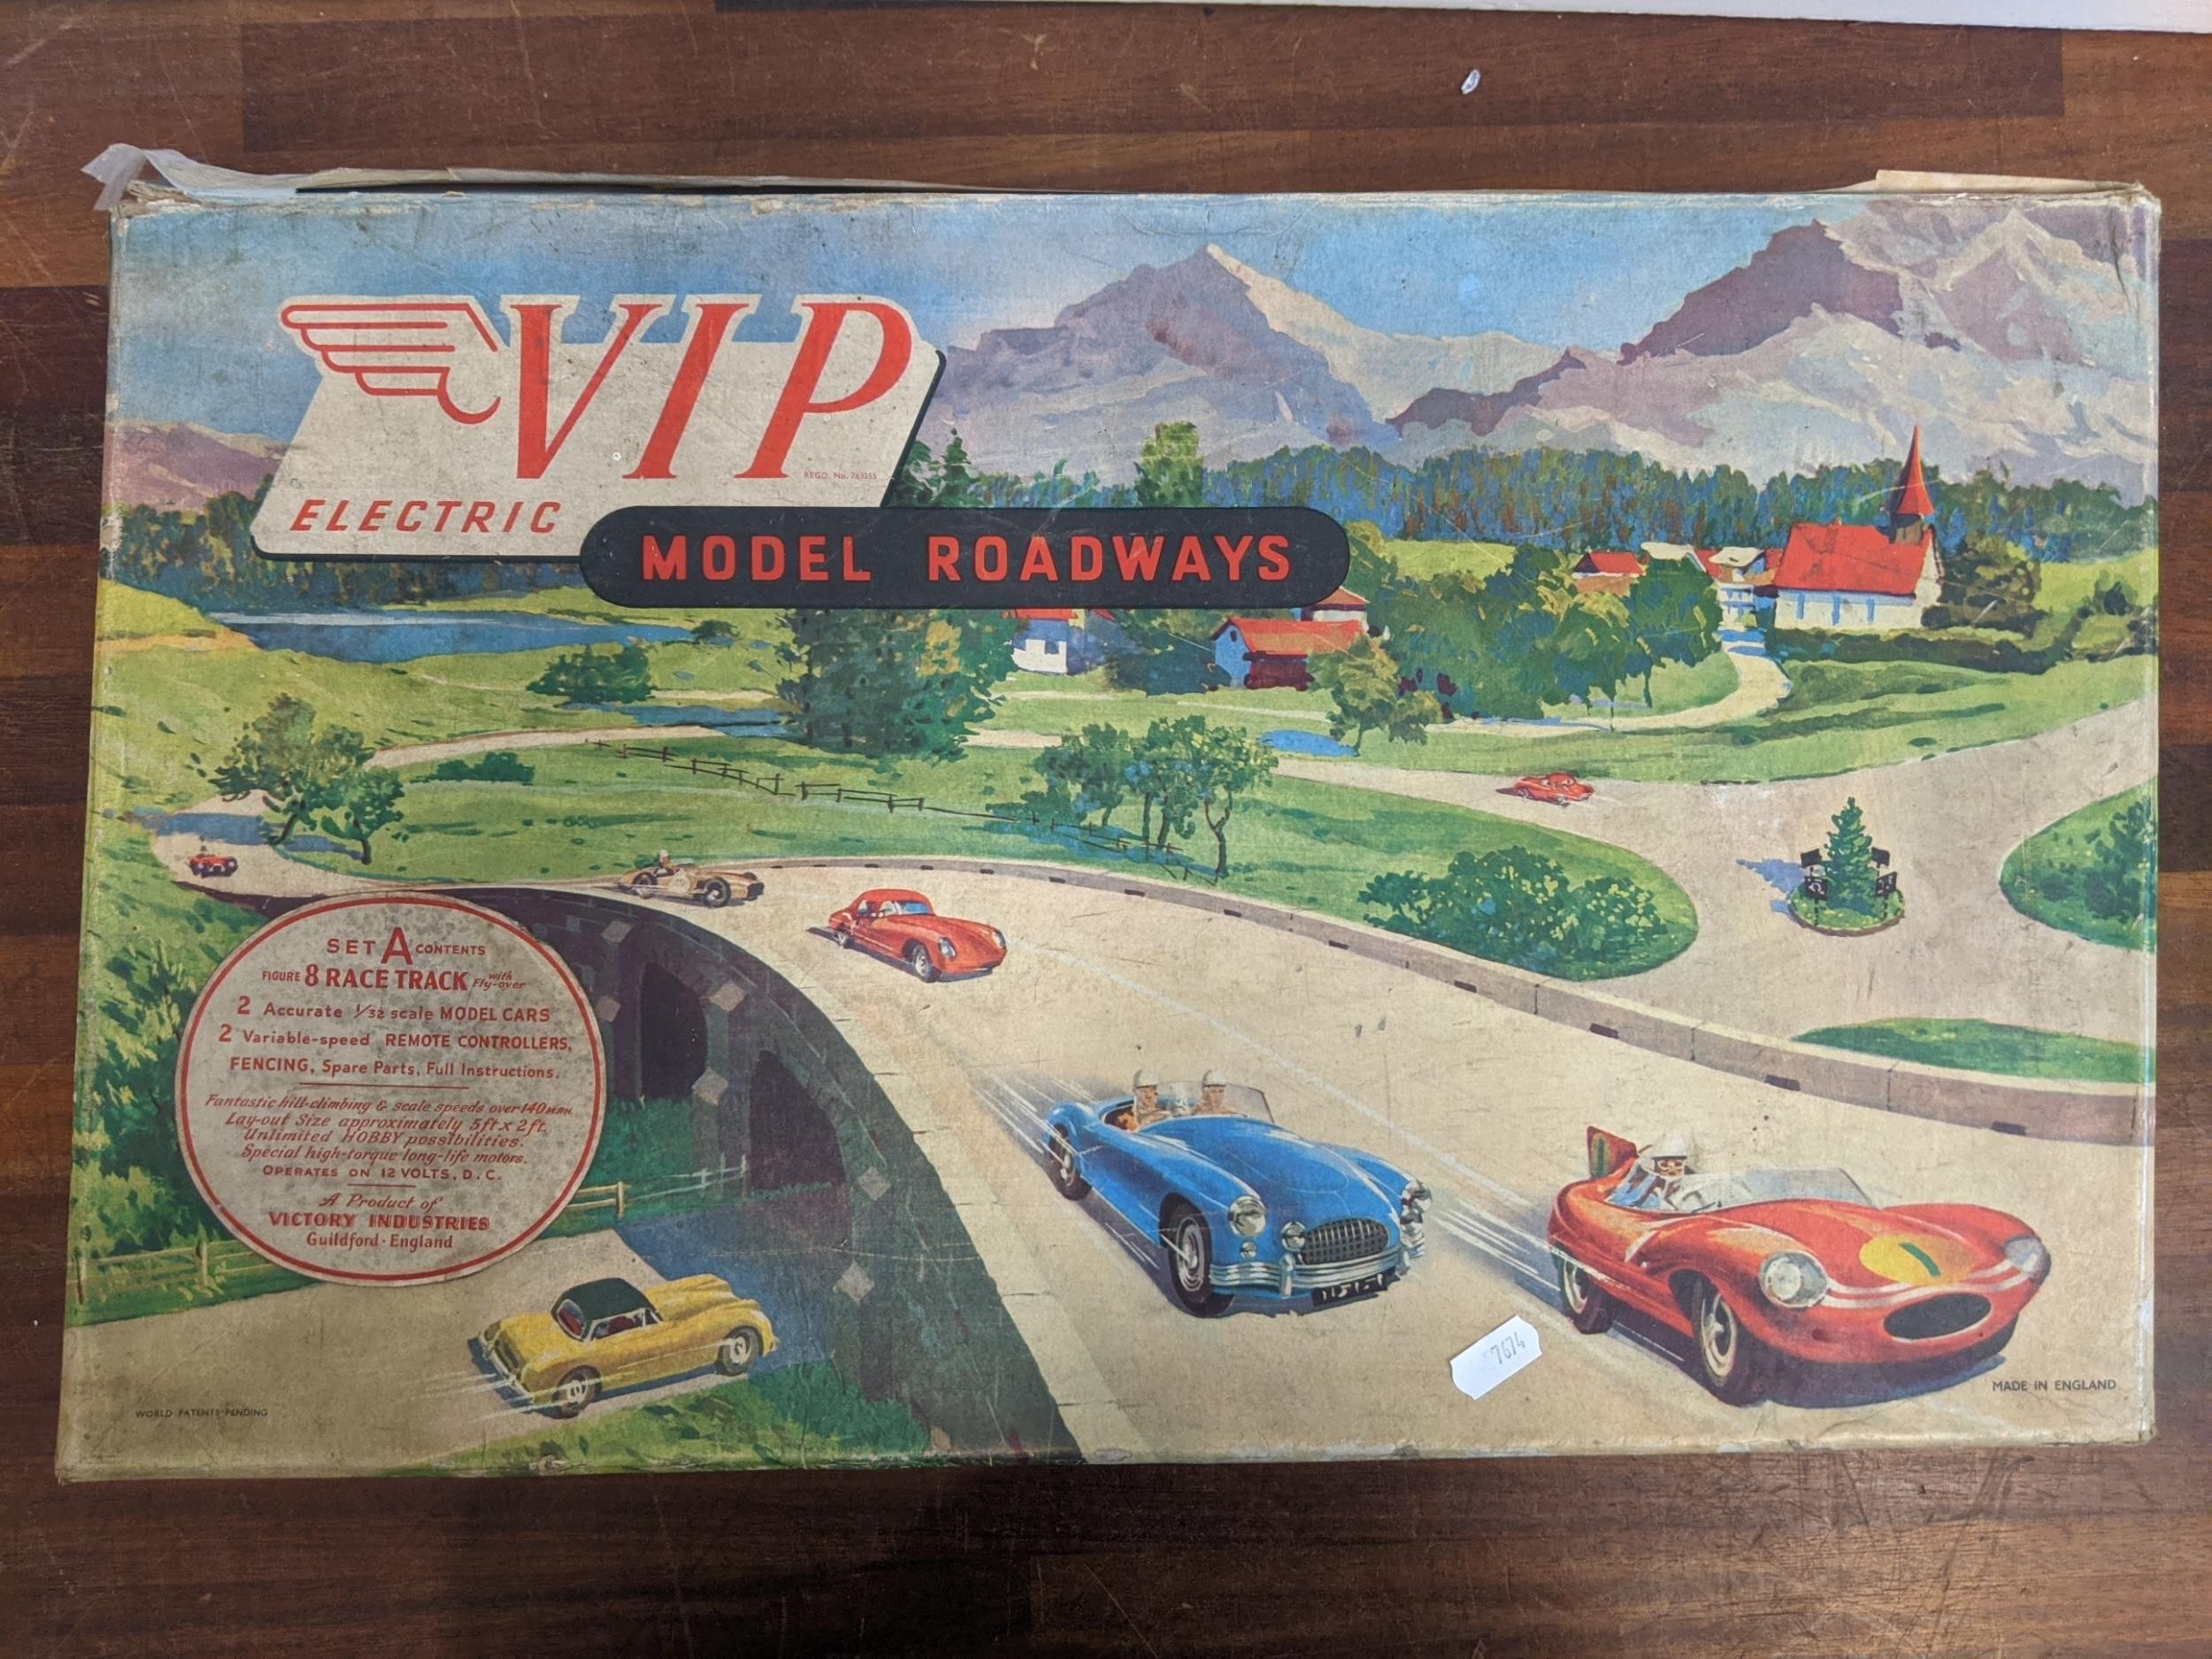 VIP
REGD. No.
ELECTRIC
MODEL ROADWAYS
SET A CONTENTS
FIGURE 8 RACE TRACK with Fly-over
2 Accurate 1/32 scale MODEL CARS
2 Variable-speed REMOTE CONTROLLERS,
FENCING, Spare Parts, Full Instructions.
Fantastic hill-climbing & scale speeds over 140 M.P.H.
Lay-out Size approximately 5ft x 2ft.
Unlimited HOBBY possibilities.
Special high-torque long-life motors.
OPERATES ON 12 VOLTS, D.C.
A Product of
VICTORY INDUSTRIES
Guildford · England
1
7674
MADE IN ENGLAND
WORLD PATENTS PENDING